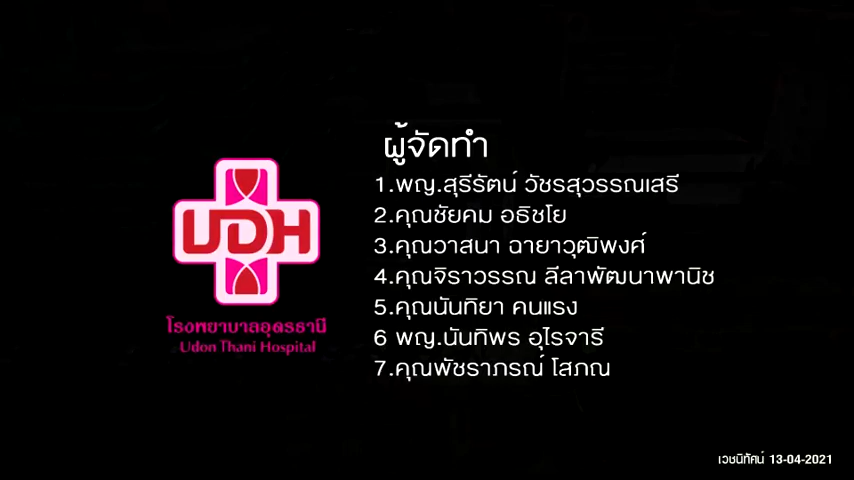 ผู้จัดทำ
1.พญ.สุรีรัตน์ วัชรสุวรรณเสรี
2.คุณชัยคม อธิชโย
3.คุณวาสนา ฉายาวุฒิพงศ์
4.คุณจิราวรรณ ลีลาพัฒนาพานิช
5.คุณนันทิยา คนแรง
6 พญ.นันทิพร อุไรจารี
7.คุณพัชราภรณ์ โสภณ
UDH
โรงพยาบาลอุดรธานี
Udon Thani Hospital
เวชนิทัศน์ 13-04-2021